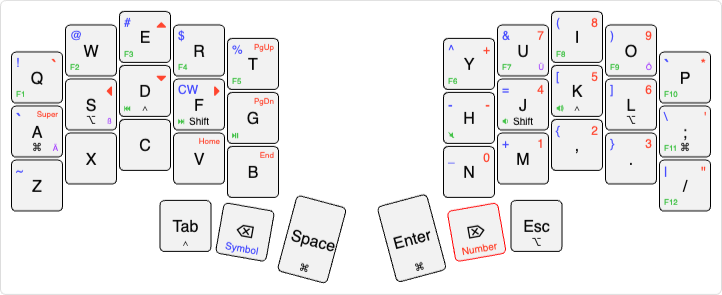 ! `
Q
F1
@
W
F2
#
E
F3
$
R
F4
% PgUp
T
F5
^ +
Y
F6
& 7
U
F7 Ü
( 8
I
F8
) 9
O
F9 Ö
` *
P
F10
` Super
A
⌘ Ä
S
⌥ ß
D
⏮ ^
CW
F
⏭ Shift
PgDn
G
⏯
- -
H
= 4
J
Shift
[ 5
K
^
] 6
L
⌥
\ '
;
F11 ⌘
~
Z
X
C
Home
V
End
B
_ 0
N
+ 1
M
{ 2
,
} 3
.
| "
/
F12
Tab
^
⌫
Symbol
Space
⌘
Enter
⌘
⌦
Number
Esc
⌥